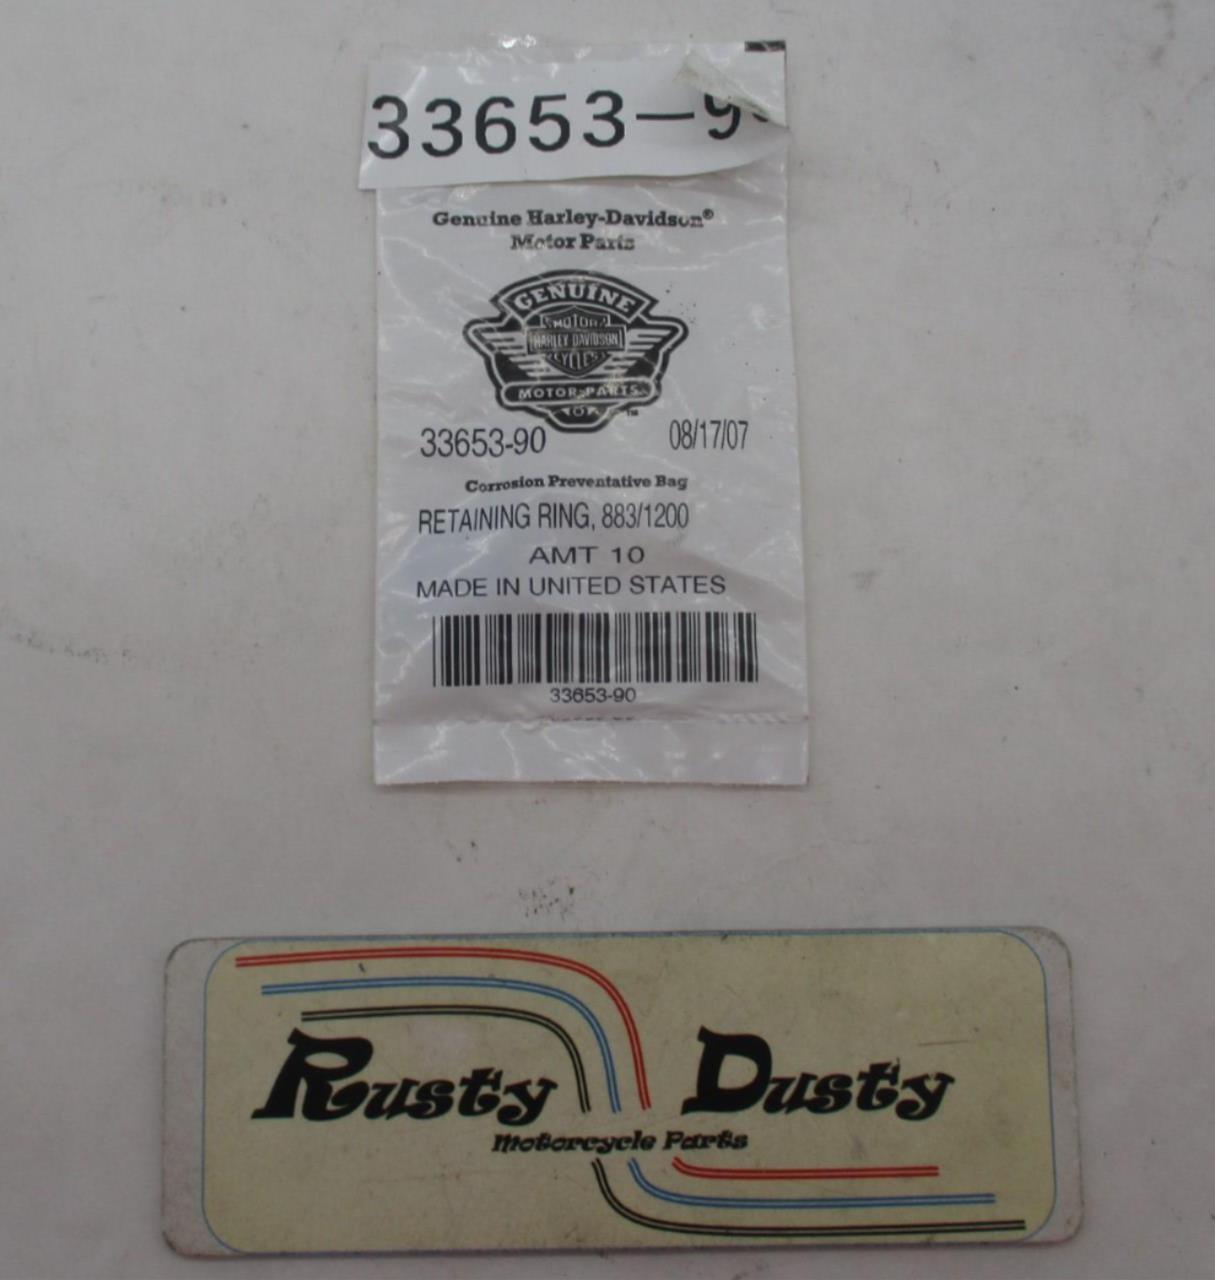 33653-9
Genuine Harley-Davidson®
Motor Parts
GENUINE
MOTOR
HARLEY-DAVIDSON
CYCLES
MOTOR PARTS
TM
33653-90 08/17/07
Corrosion Preventative Bag
RETAINING RING, 883/1200
AMT 10
MADE IN UNITED STATES
33653-90
Rusty Dusty
Motorcycle Parts